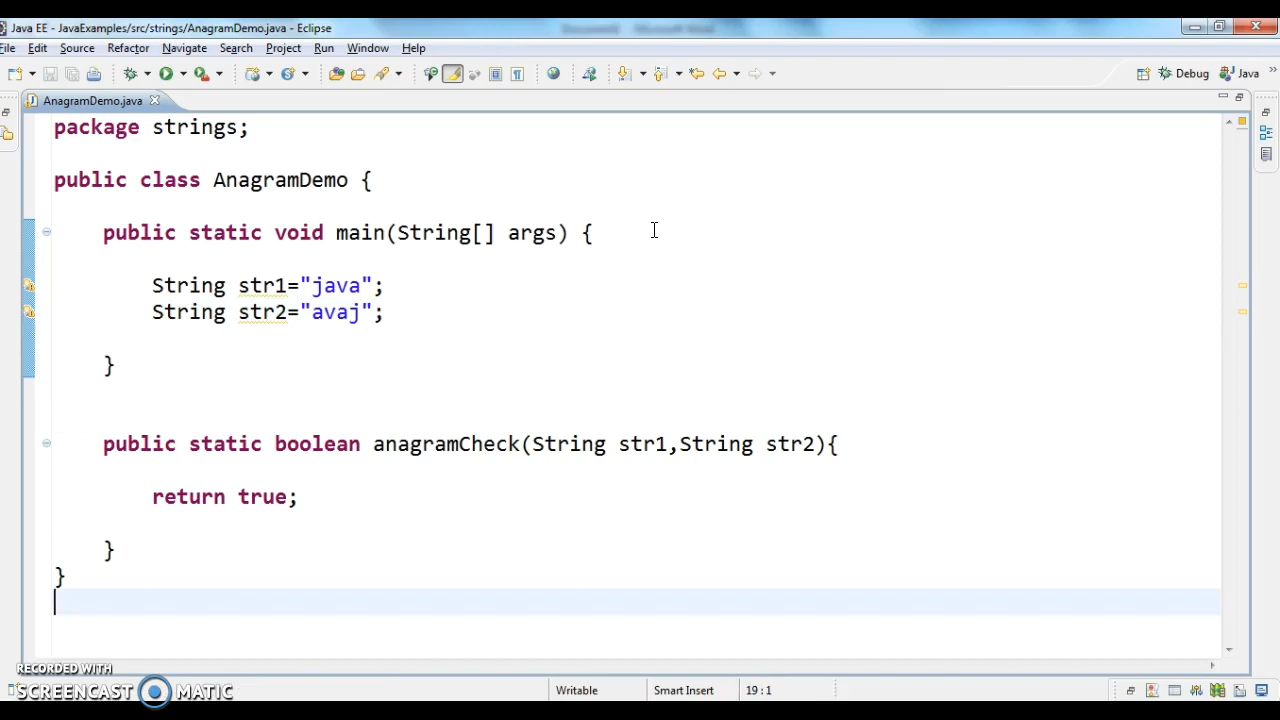 Java EE - JavaExamples/src/strings/AnagramDemo.java - Eclipse
File Edit Source Refactor Navigate Search Project Run Window Help
Debug Java
AnagramDemo.java
package strings;
public class AnagramDemo {
public static void main(String[] args) {
String str1="java";
String str2="avaj";
}
public static boolean anagramCheck(String str1,String str2){
return true;
}
}
RECORDED WITH
SCREENCAST MATIC
Writable Smart Insert 19 : 1